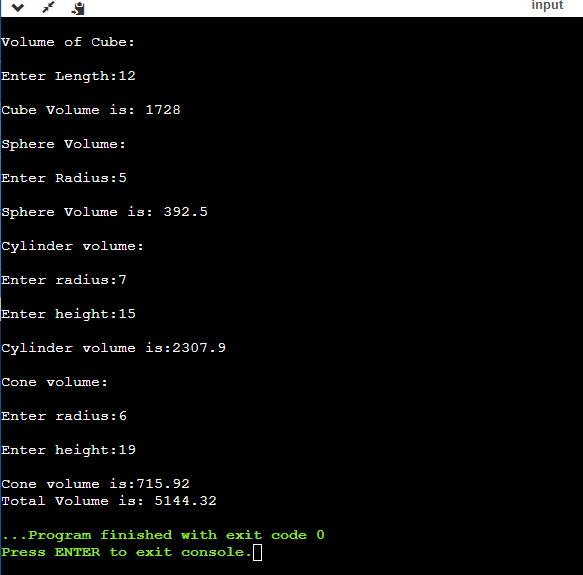 input
Volume of Cube:
Enter Length:12
Cube Volume is: 1728
Sphere Volume:
Enter Radius:5
Sphere Volume is: 392.5
Cylinder volume:
Enter radius:7
Enter height:15
Cylinder volume is:2307.9
Cone volume:
Enter radius:6
Enter height:19
Cone volume is:715.92
Total Volume is: 5144.32
...Program finished with exit code 0
Press ENTER to exit console.